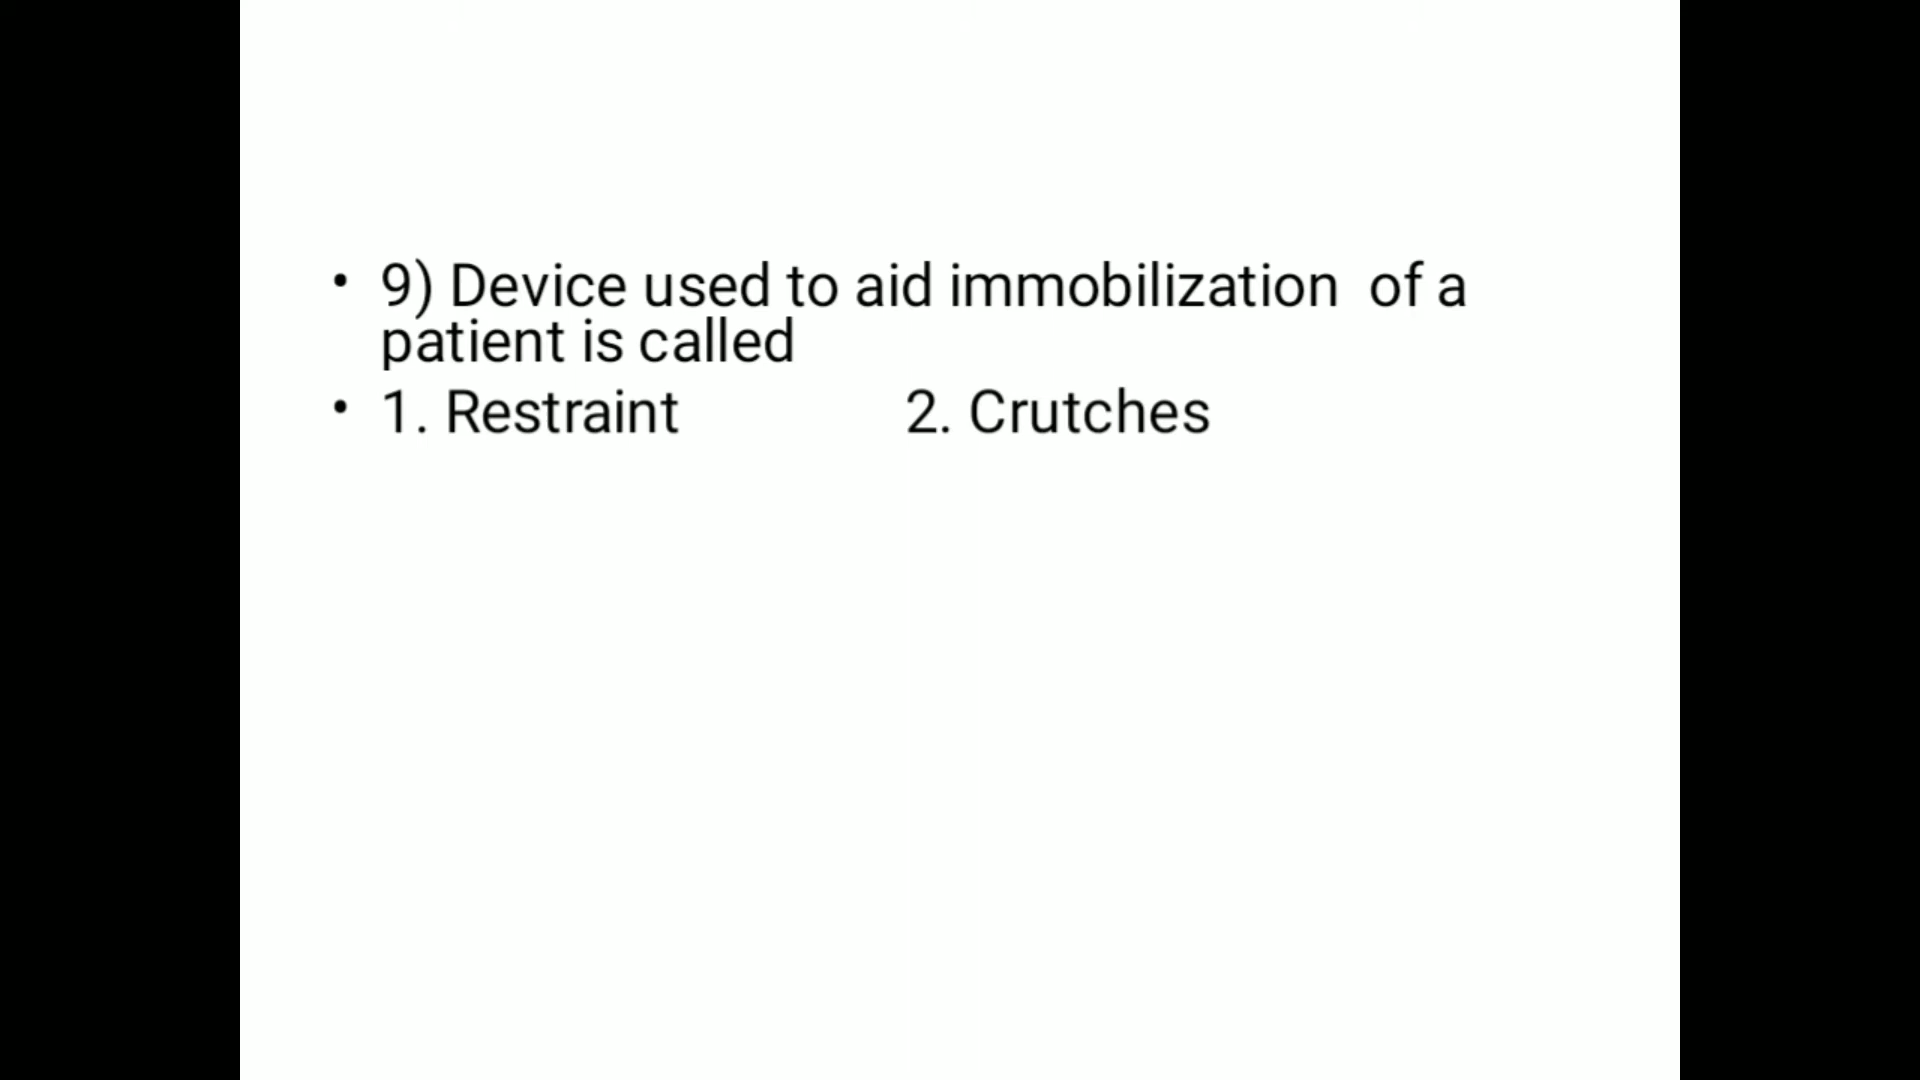 • 9) Device used to aid immobilization  of a
patient is called
• 1. Restraint 2. Crutches